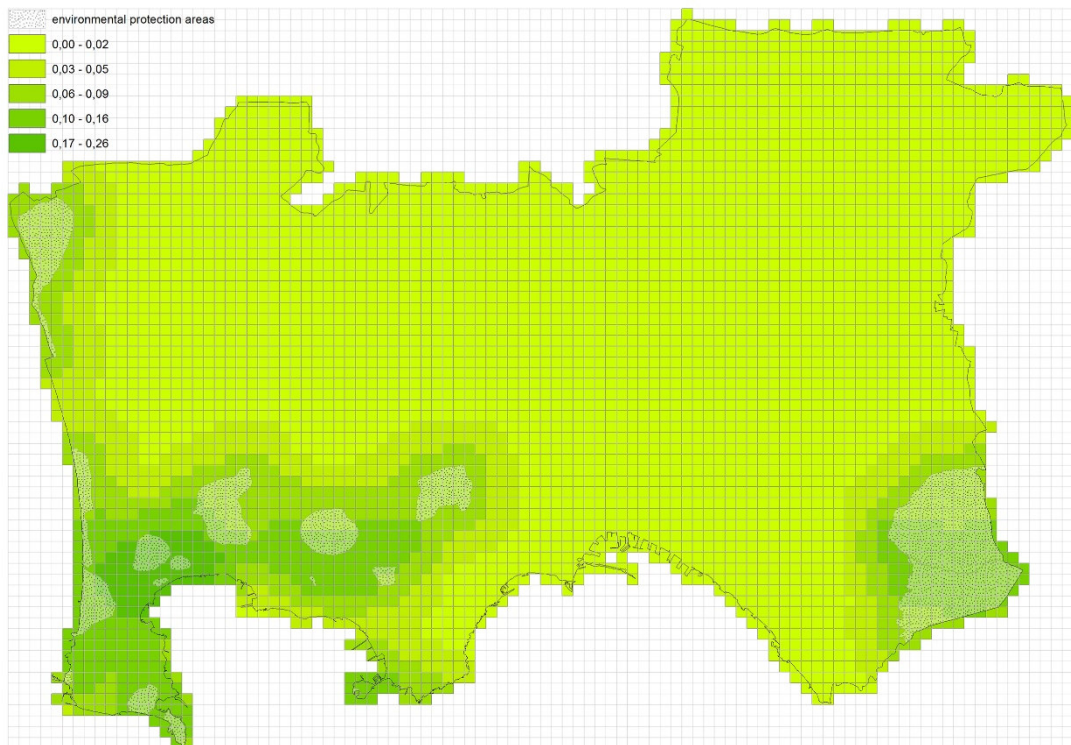 environmental protection areas
0,00 - 0,02
0,03 - 0,05
0,06 - 0,09
0,10 - 0,16
0,17 - 0,26